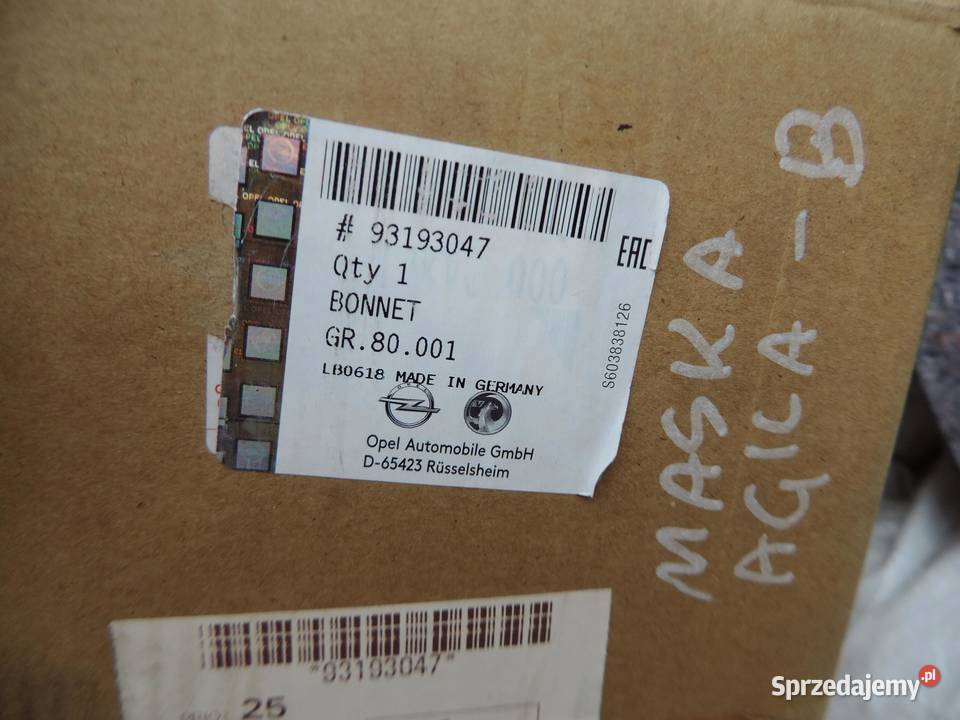 # 93193047
Qty 1
BONNET
GR.80.001
LB0618 MADE IN GERMANY
Opel Automobile GmbH
D-65423 Rüsselsheim
EAC
S603838126
MASKA
AGILA-B
*93193047*
25
Sprzedajemy.pl